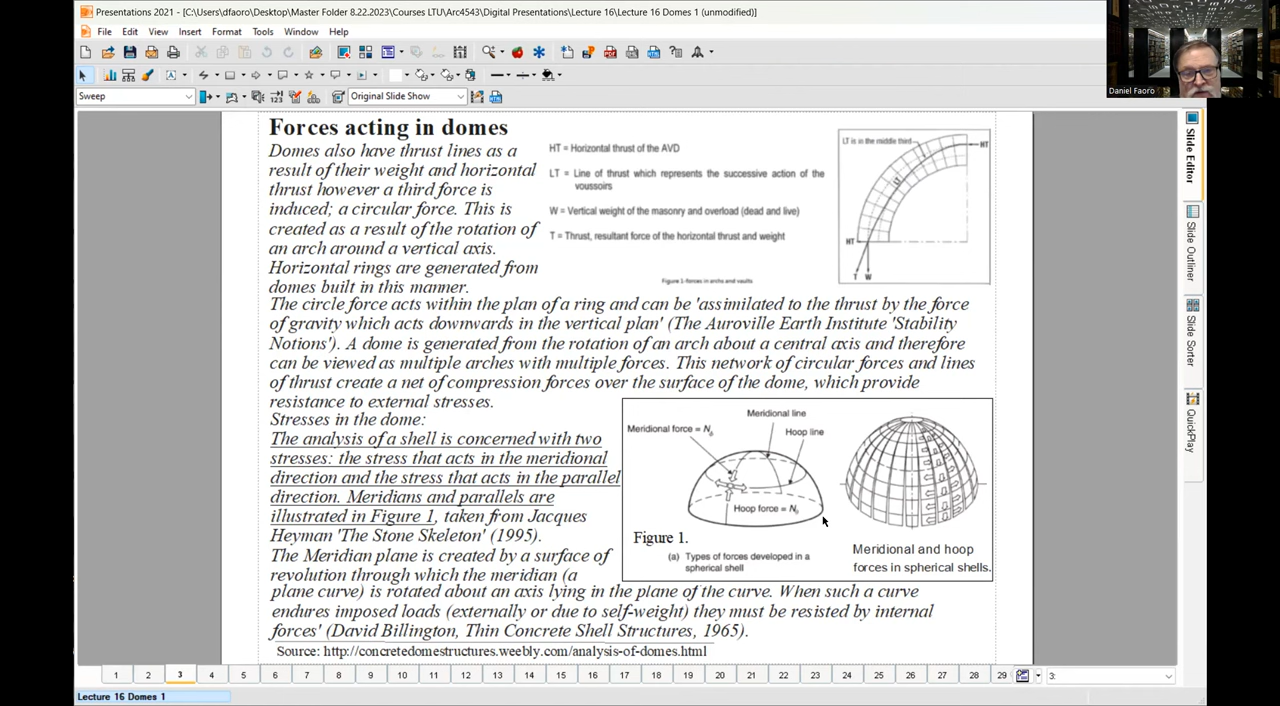 Presentations 2021 - [C:\Users\dfaoro\Desktop\Master Folder 8.22.2023\Courses LTU\Arc4543\Digital Presentations\Lecture 16\Lecture 16 Domes 1 (unmodified)]
File Edit View Insert Format Tools Window Help
Sweep
Original Slide Show
Daniel Faoro
Forces acting in domes
Domes also have thrust lines as a
result of their weight and horizontal
thrust however a third force is
induced; a circular force. This is
created as a result of the rotation of
an arch around a vertical axis.
Horizontal rings are generated from
domes built in this manner.
HT = Horizontal thrust of the AVD
LT = Line of thrust which represents the successive action of the
voussoirs
W = Vertical weight of the masonry and overload (dead and live)
T = Thrust, resultant force of the horizontal thrust and weight
Figure 1-forces in archs and vaults
LT is in the middle third
HT
LT
HT
T W
The circle force acts within the plan of a ring and can be 'assimilated to the thrust by the force
of gravity which acts downwards in the vertical plan' (The Auroville Earth Institute 'Stability
Notions'). A dome is generated from the rotation of an arch about a central axis and therefore
can be viewed as multiple arches with multiple forces. This network of circular forces and lines
of thrust create a net of compression forces over the surface of the dome, which provide
resistance to external stresses.
Stresses in the dome:
The analysis of a shell is concerned with two
stresses: the stress that acts in the meridional
direction and the stress that acts in the parallel
direction. Meridians and parallels are
illustrated in Figure 1, taken from Jacques
Heyman 'The Stone Skeleton' (1995).
The Meridian plane is created by a surface of
revolution through which the meridian (a
plane curve) is rotated about an axis lying in the plane of the curve. When such a curve
endures imposed loads (externally or due to self-weight) they must be resisted by internal
forces' (David Billington, Thin Concrete Shell Structures, 1965).
Source: http://concretedomestructures.weebly.com/analysis-of-domes.html
Meridional line
Meridional force = N
Hoop line
Hoop force = N
Figure 1.
(a) Types of forces developed in a
spherical shell
Meridional and hoop
forces in spherical shells.
Slide Editor
Slide Outliner
Slide Sorter
QuickPlay
1 2 3 4 5 6 7 8 9 10 11 12 13 14 15 16 17 18 19 20 21 22 23 24 25 26 27 28 29
3:
Lecture 16 Domes 1